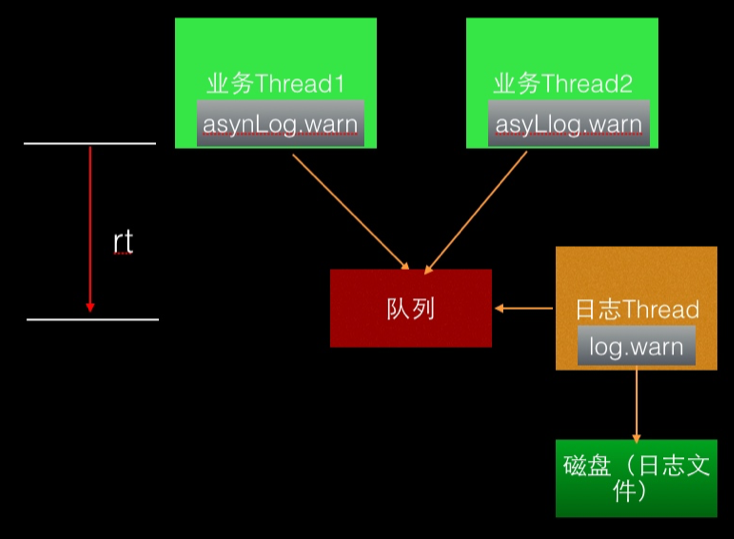 业务Thread1
asynLog.warn
业务Thread2
asyLlog.warn
rt
队列
日志Thread
log.warn
磁盘（日志文
件）